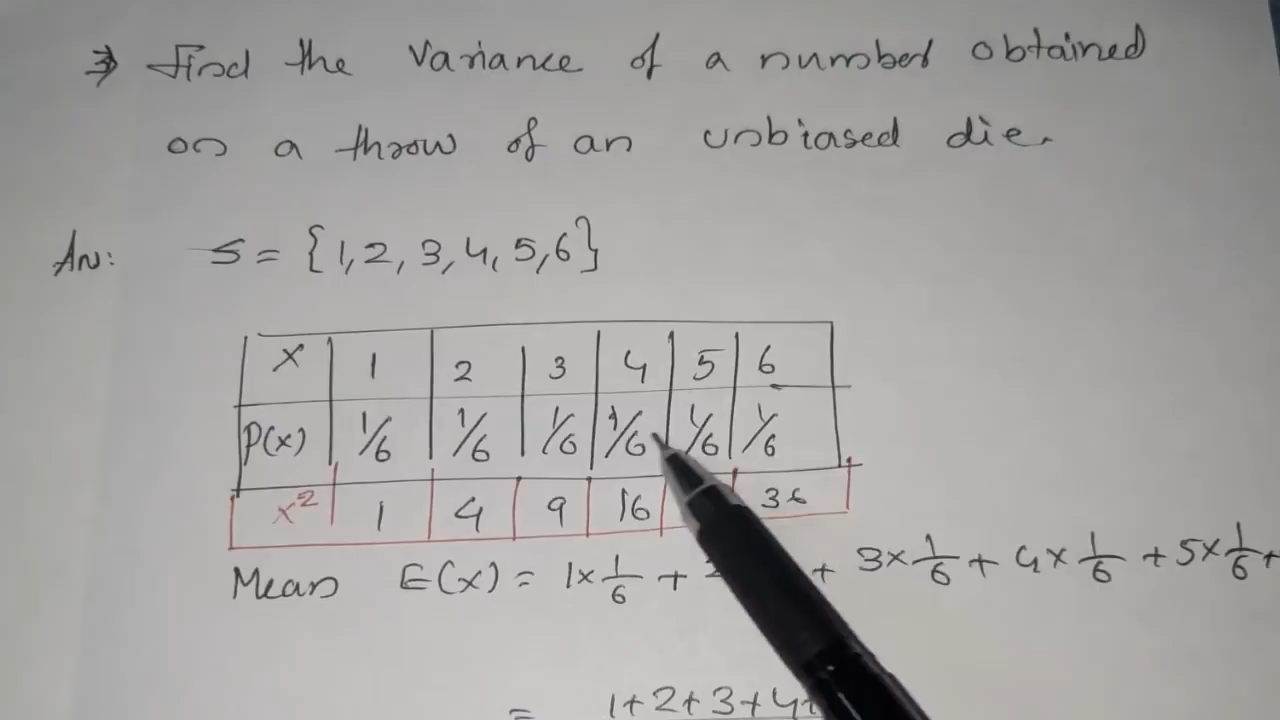 ⇒ Find the Variance of a number obtained
on a throw of an unbiased die.
An: S = {1, 2, 3, 4, 5, 6}
X 1 2 3 4 5 6
P(x) 1/6 1/6 1/6 1/6 1/6 1/6
x² 1 4 9 16 36
Mean E(x) = 1 × 1/6 + 2 + 3 × 1/6 + 4 × 1/6 + 5 × 1/6 +
= 1 + 2 + 3 + 4 +